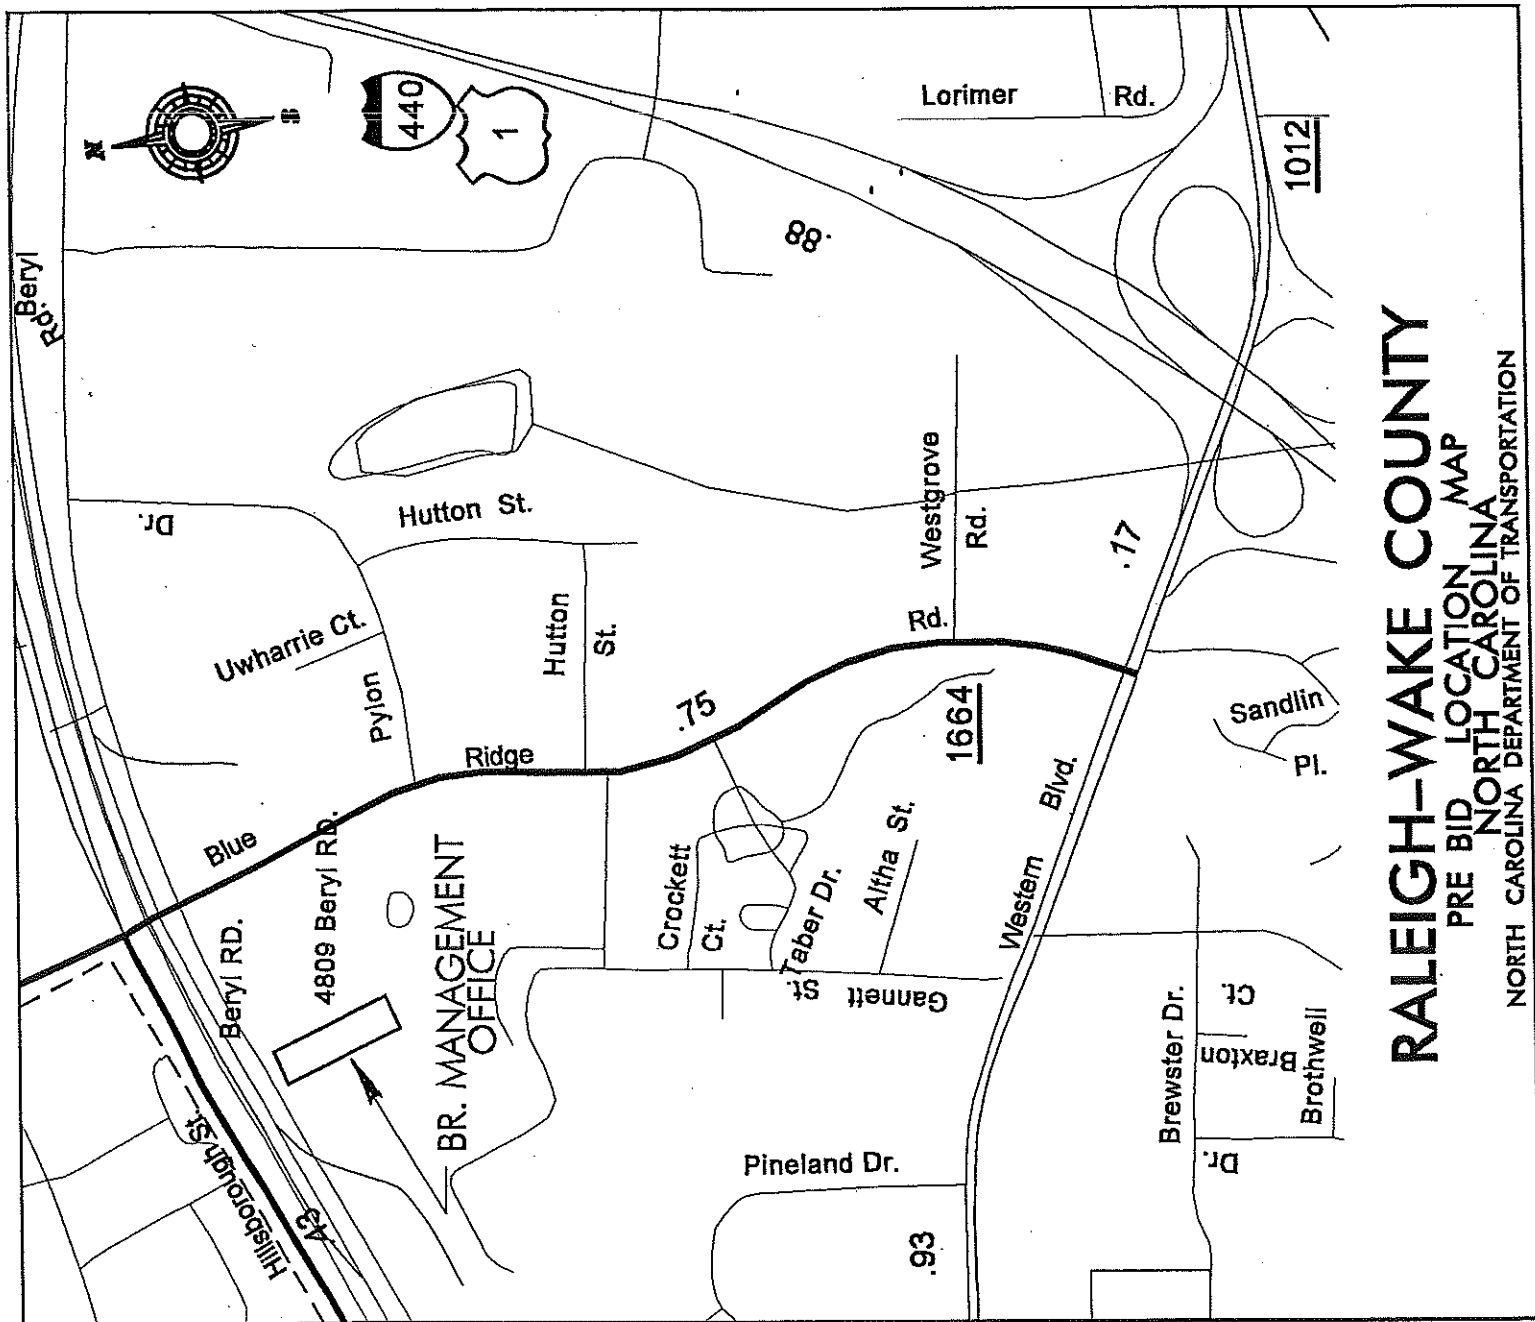 Beryl
Rd.
N
S
440
1
Lorimer
Rd.
1012
.88
Dr.
Hutton St.
Westgrove
Rd.
.17
Uwharrie Ct.
Hutton
St.
Rd.
Pylon
.75
1664
Sandlin
Pl.
Ridge
Blue
4809 Beryl RD.
Beryl RD.
BR. MANAGEMENT
OFFICE
Crockett
Ct.
Taber Dr.
Altha St.
Gannett
St.
Western
Blvd.
Brewster Dr.
Braxton
Ct.
Brothwell
Dr.
Hillsborough St.
.43
Pineland Dr.
.93
RALEIGH-WAKE COUNTY
PRE BID LOCATION MAP
NORTH CAROLINA
NORTH CAROLINA DEPARTMENT OF TRANSPORTATION